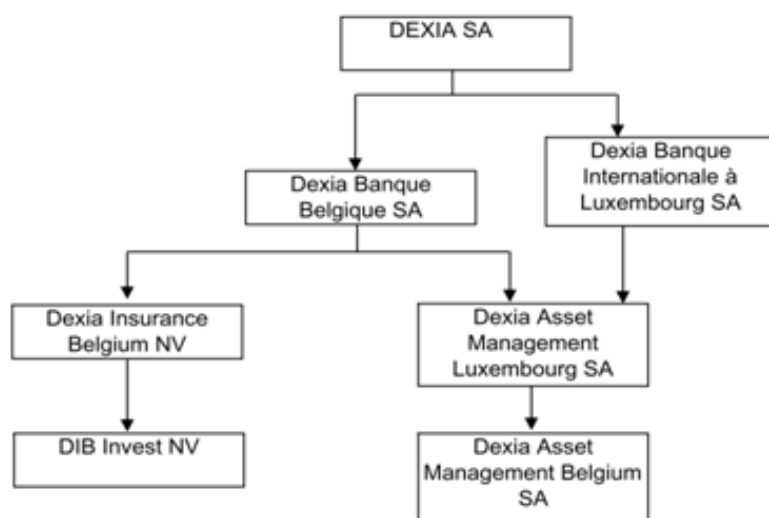 DEXIA SA
Dexia Banque
Internationale à
Luxembourg SA
Dexia Banque
Belgique SA
Dexia Insurance
Belgium NV
Dexia Asset
Management
Luxembourg SA
DIB Invest NV
Dexia Asset
Management Belgium
SA